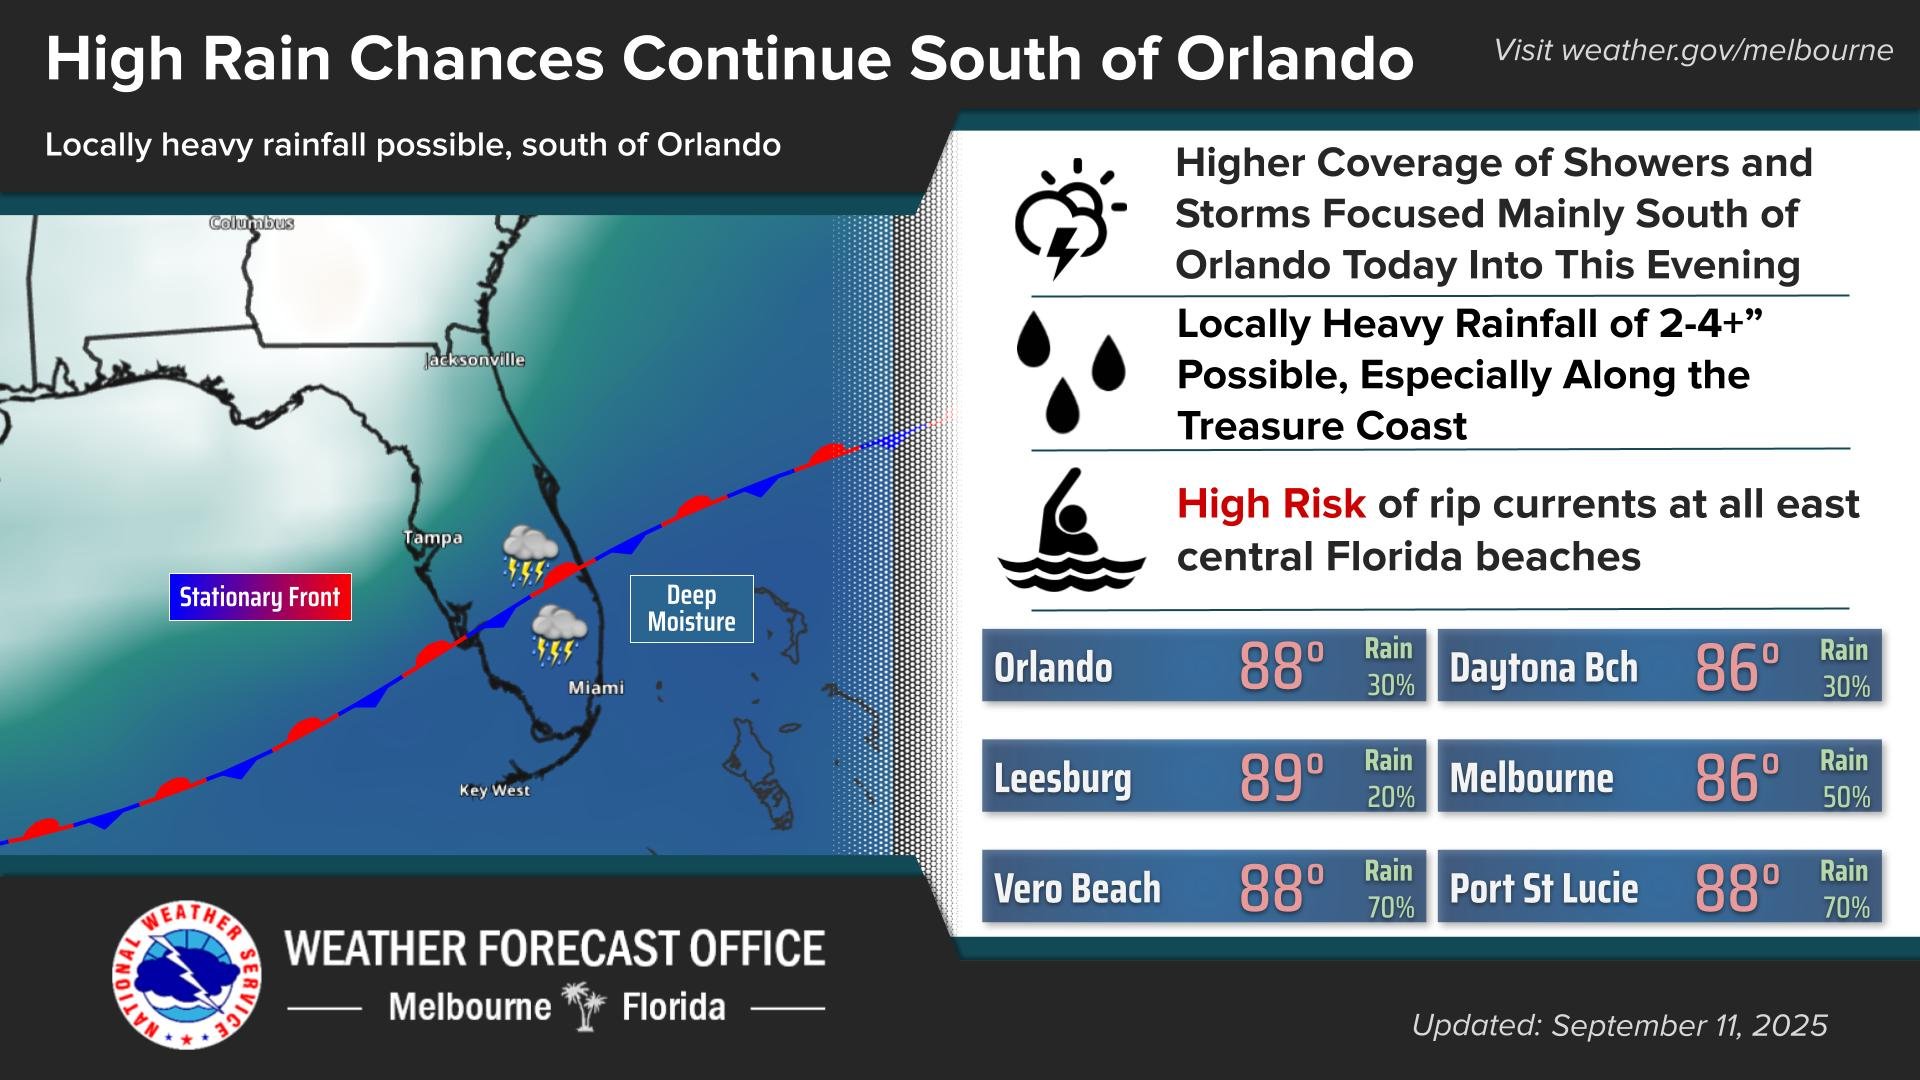 High Rain Chances Continue South of Orlando
Visit weather.gov/melbourne
Locally heavy rainfall possible, south of Orlando
Columbus
Jacksonville
Tampa
Stationary Front
Deep
Moisture
Miami
Key West
Higher Coverage of Showers and
Storms Focused Mainly South of
Orlando Today Into This Evening
Locally Heavy Rainfall of 2-4+”
Possible, Especially Along the
Treasure Coast
High Risk of rip currents at all east
central Florida beaches
Orlando 88° Rain 30%
Daytona Bch 86° Rain 30%
Leesburg 89° Rain 20%
Melbourne 86° Rain 50%
Vero Beach 88° Rain 70%
Port St Lucie 88° Rain 70%
NATIONAL WEATHER SERVICE
WEATHER FORECAST OFFICE
Melbourne Florida
Updated: September 11, 2025